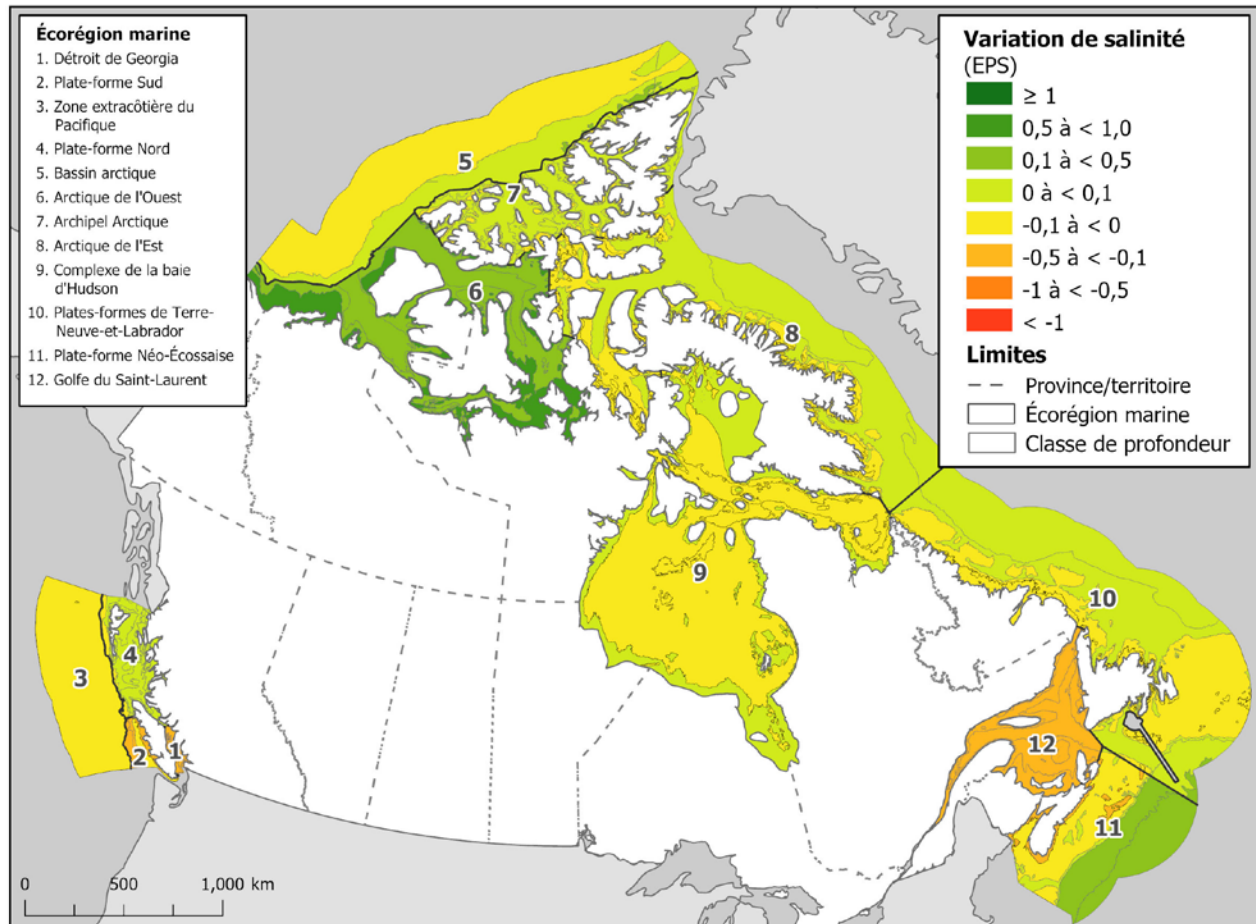 Écorégion marine
1. Détroit de Georgia
2. Plate-forme Sud
3. Zone extracôtière du
Pacifique
4. Plate-forme Nord
5. Bassin arctique
6. Arctique de l'Ouest
7. Archipel Arctique
8. Arctique de l'Est
9. Complexe de la baie
d'Hudson
10. Plates-formes de Terre-
Neuve-et-Labrador
11. Plate-forme Néo-Écossaise
12. Golfe du Saint-Laurent
Variation de salinité
(EPS)
≥ 1
0,5 à < 1,0
0,1 à < 0,5
0 à < 0,1
-0,1 à < 0
-0,5 à < -0,1
-1 à < -0,5
< -1
Limites
Province/territoire
Écorégion marine
Classe de profondeur
5
7
6
8
9
10
4
3
2
1
12
11
0 500 1,000 km